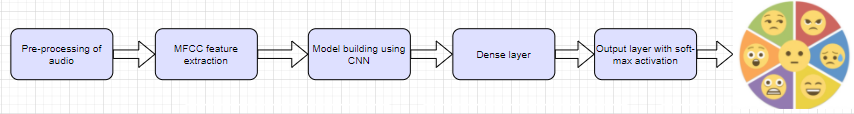 Pre-processing of
audio
MFCC feature
extraction
Model building using
CNN
Dense layer
Output layer with soft-
max activation